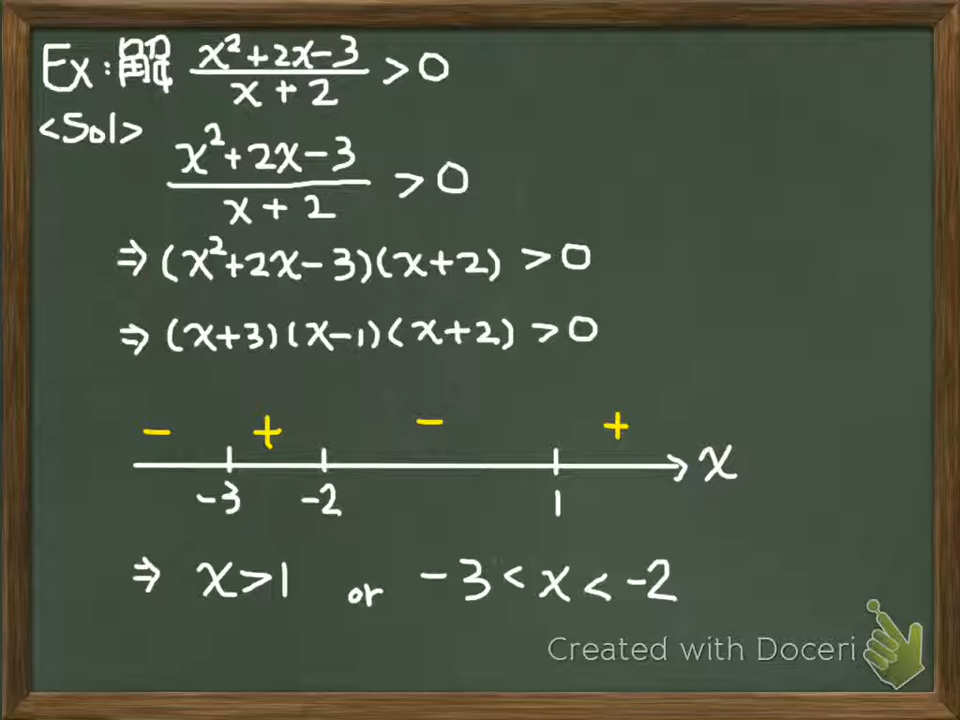 Ex:解 (x²+2x-3)/(x+2) > 0
<Sol>
(x²+2x-3)/(x+2) > 0
⇒ (x²+2x-3)(x+2) > 0
⇒ (x+3)(x-1)(x+2) > 0
- + - +
x
-3 -2 1
⇒ x>1 or -3<x<-2
Created with Doceri